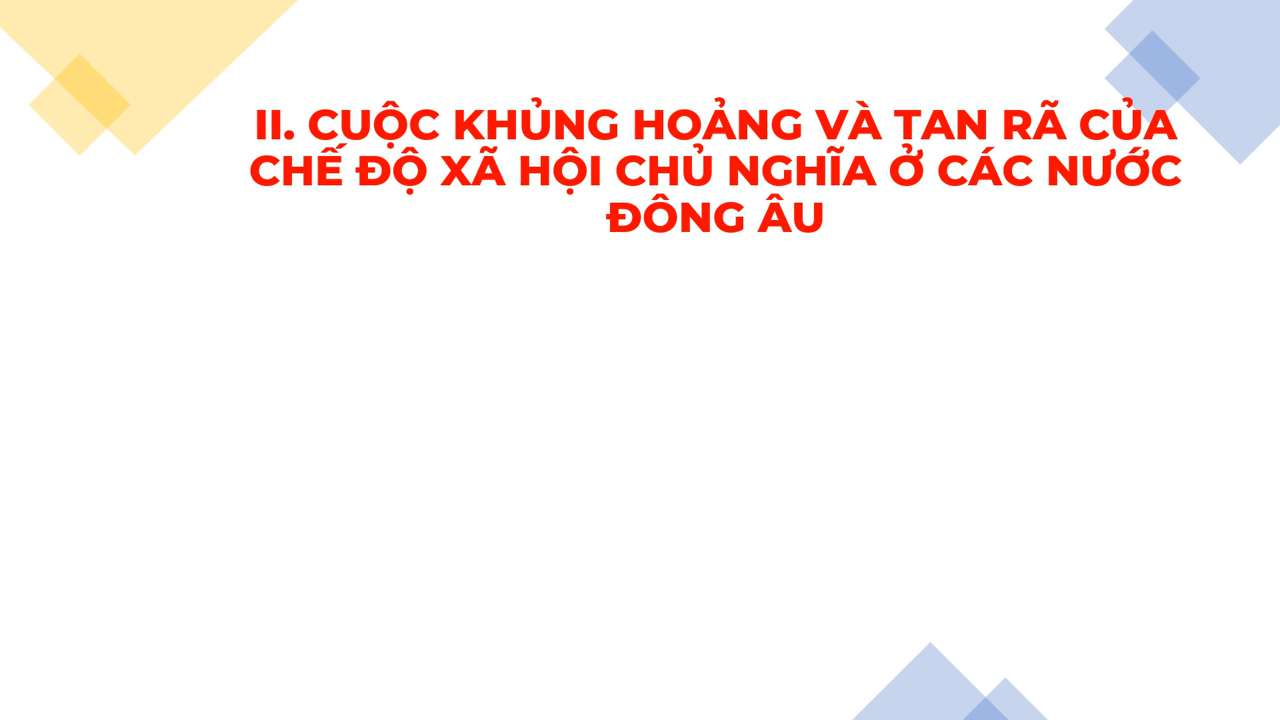 II. CUỘC KHỦNG HOẢNG VÀ TAN RÃ CỦA
CHẾ ĐỘ XÃ HỘI CHỦ NGHĨA Ở CÁC NƯỚC
ĐÔNG ÂU